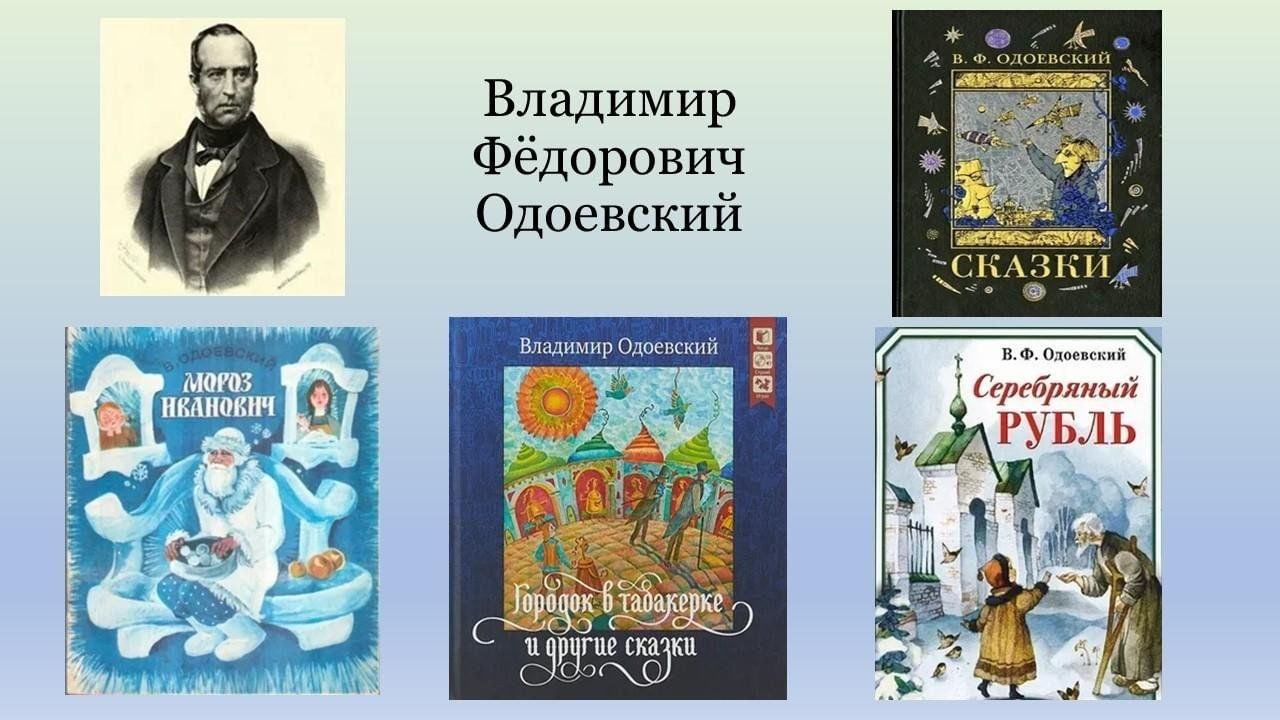 Владимир
Фёдорович
Одоевский
В. Ф. ОДОЕВСКИЙ
СКАЗКИ
В. ОДОЕВСКИЙ
МОРОЗ
ИВАНОВИЧ
Владимир Одоевский
Городок в табакерке
и другие сказки
В. Ф. Одоевский
Серебряный
РУБЛЬ